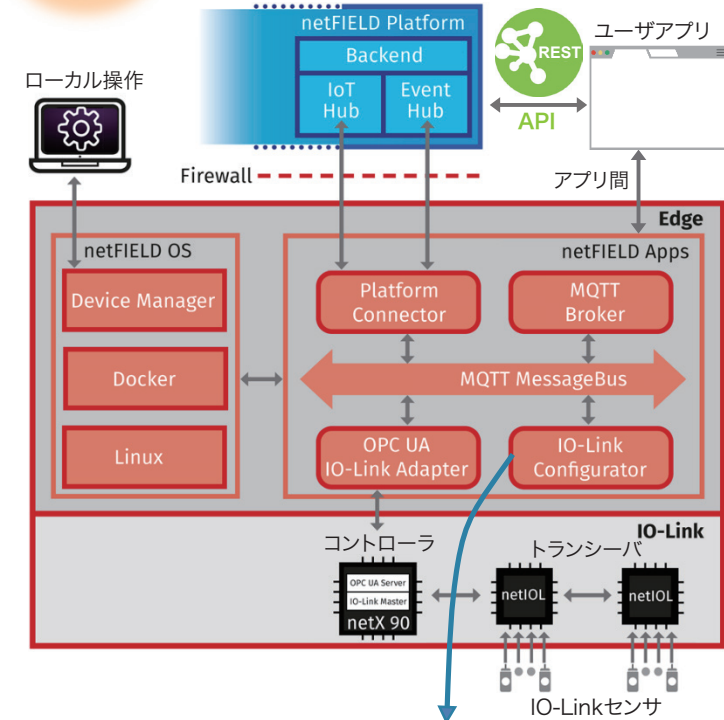 netFIELD Platform
Backend
IoT
Hub
Event
Hub
REST
API
ユーザアプリ
ローカル操作
Firewall
アプリ間
Edge
netFIELD OS
netFIELD Apps
Device Manager
Platform
Connector
MQTT
Broker
Docker
MQTT MessageBus
Linux
OPC UA
IO-Link Adapter
IO-Link
Configurator
IO-Link
コントローラ
トランシーバ
OPC UA Server
IO-Link Master
netX 90
netIOL
netIOL
IO-Linkセンサ